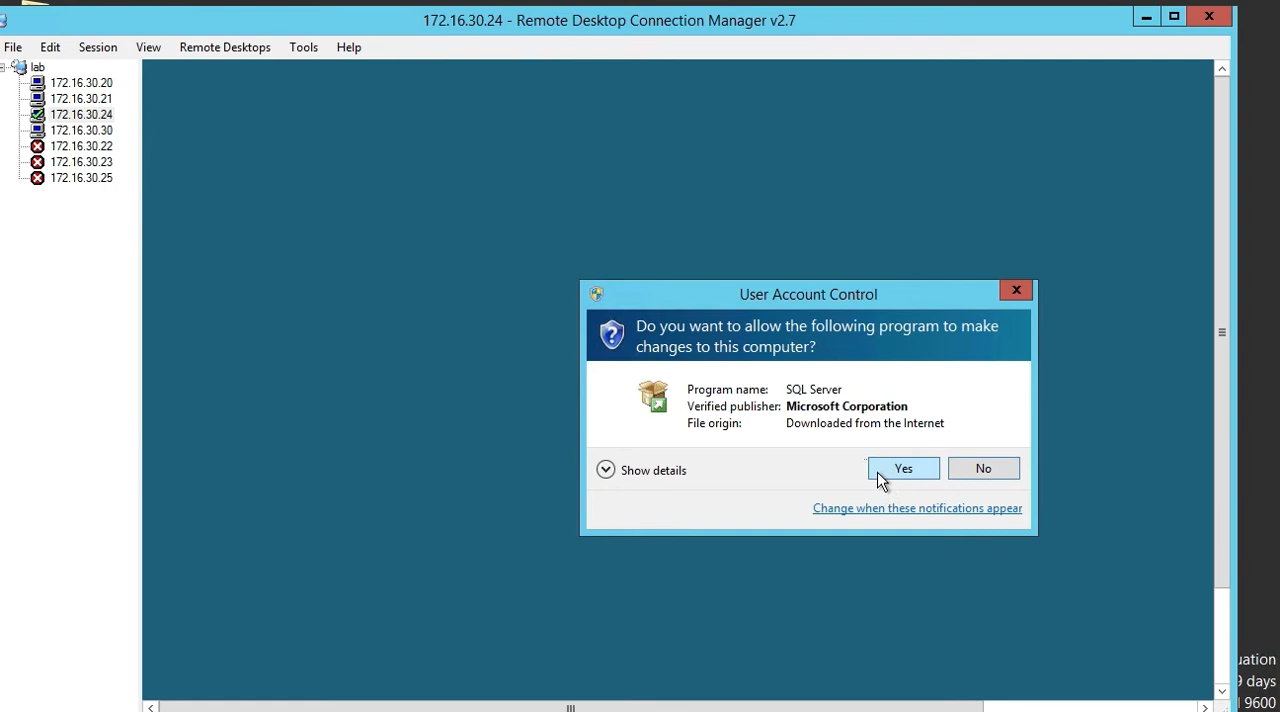 172.16.30.24 - Remote Desktop Connection Manager v2.7
File Edit Session View Remote Desktops Tools Help
lab
172.16.30.20
172.16.30.21
172.16.30.24
172.16.30.30
172.16.30.22
172.16.30.23
172.16.30.25
User Account Control
Do you want to allow the following program to make
changes to this computer?
Program name: SQL Server
Verified publisher: Microsoft Corporation
File origin: Downloaded from the Internet
Show details
Yes No
Change when these notifications appear
uation
9 days
9600